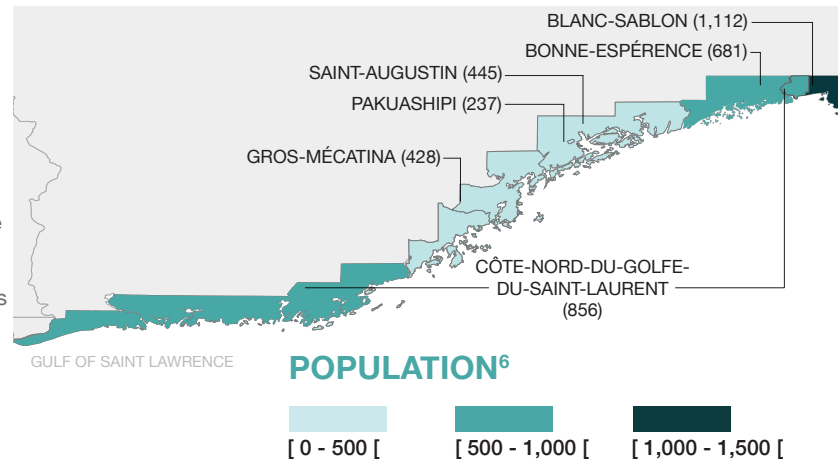 BLANC-SABLON (1,112)
BONNE-ESPÉRENCE (681)
SAINT-AUGUSTIN (445)
PAKUASHIPI (237)
GROS-MÉCATINA (428)
CÔTE-NORD-DU-GOLFE-
DU-SAINT-LAURENT
(856)
GULF OF SAINT LAWRENCE
POPULATION⁶
[ 0 - 500 [
[ 500 - 1,000 [
[ 1,000 - 1,500 [